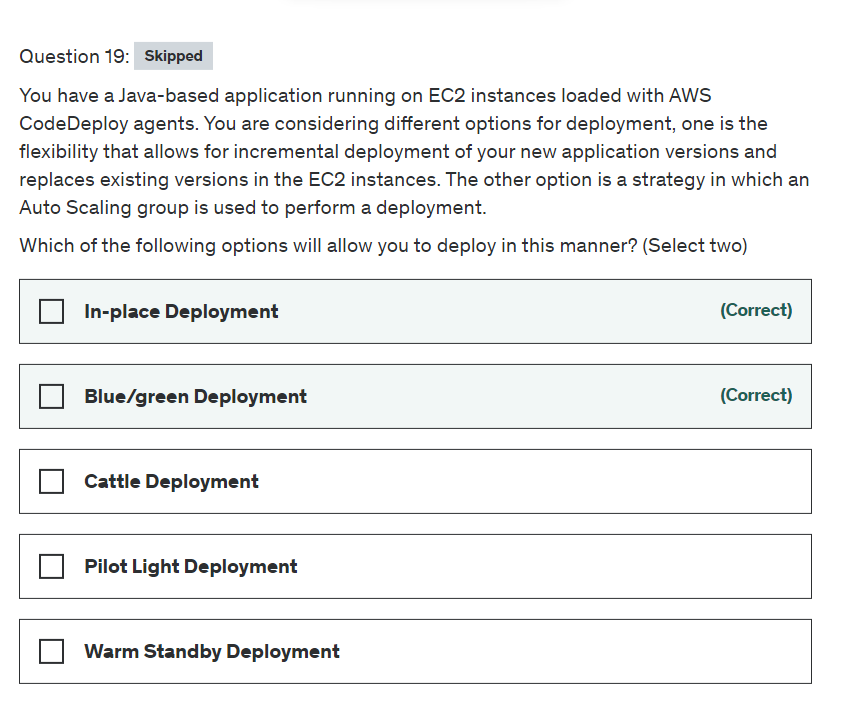 Question 19: Skipped
You have a Java-based application running on EC2 instances loaded with AWS
CodeDeploy agents. You are considering different options for deployment, one is the
flexibility that allows for incremental deployment of your new application versions and
replaces existing versions in the EC2 instances. The other option is a strategy in which an
Auto Scaling group is used to perform a deployment.
Which of the following options will allow you to deploy in this manner? (Select two)
In-place Deployment (Correct)
Blue/green Deployment (Correct)
Cattle Deployment
Pilot Light Deployment
Warm Standby Deployment